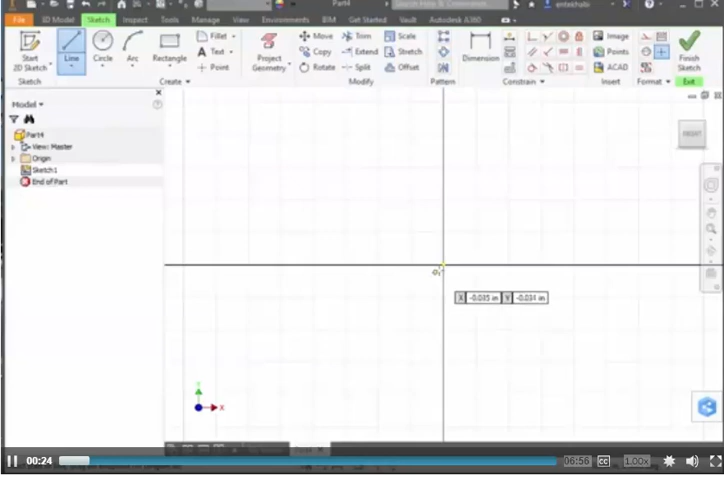 Part4
File 3D Model Sketch Inspect Tools Manage View Environments BIM Get Started Vault Autodesk A360
Start 2D Sketch Line Circle Arc Rectangle
Fillet
Text
Point
Project Geometry
Move Trim Scale
Copy Extend Stretch
Rotate Split Offset
Pattern Dimension
Image
Points
ACAD
Finish Sketch
Sketch Create Modify Constrain Insert Format Exit
Model
Part4
View: Master
Origin
Sketch1
End of Part
FRONT
X -0.035 in Y -0.034 in
Y
X
00:24 06:56 CC 1.00x